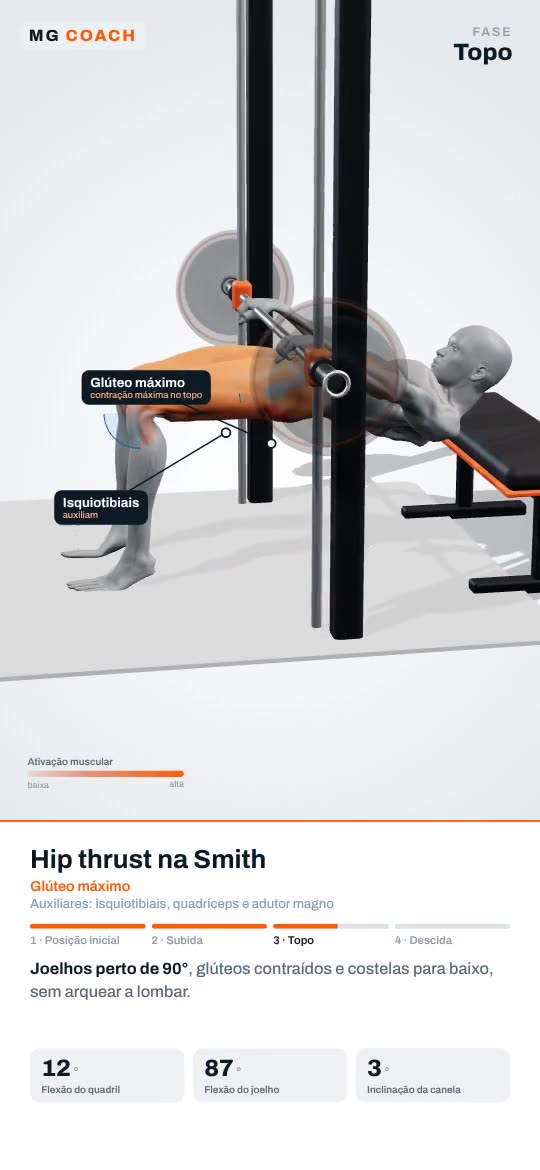 MG COACH
FASE
Topo
Glúteo máximo
contração máxima no topo
Isquiotibiais
auxiliam
Ativação muscular
baixa
alta
Hip thrust na Smith
Glúteo máximo
Auxiliares: isquiotibiais, quadríceps e adutor magno
1 · Posição inicial
2 · Subida
3 · Topo
4 · Descida
Joelhos perto de 90°, glúteos contraídos e costelas para baixo,
sem arquear a lombar.
12°
Flexão do quadril
87°
Flexão do joelho
3°
Inclinação da canela